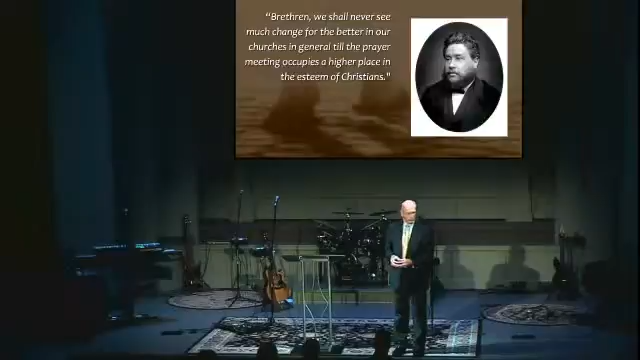 "Brethren, we shall never see
much change for the better in our
churches in general till the prayer
meeting occupies a higher place in
the esteem of Christians."